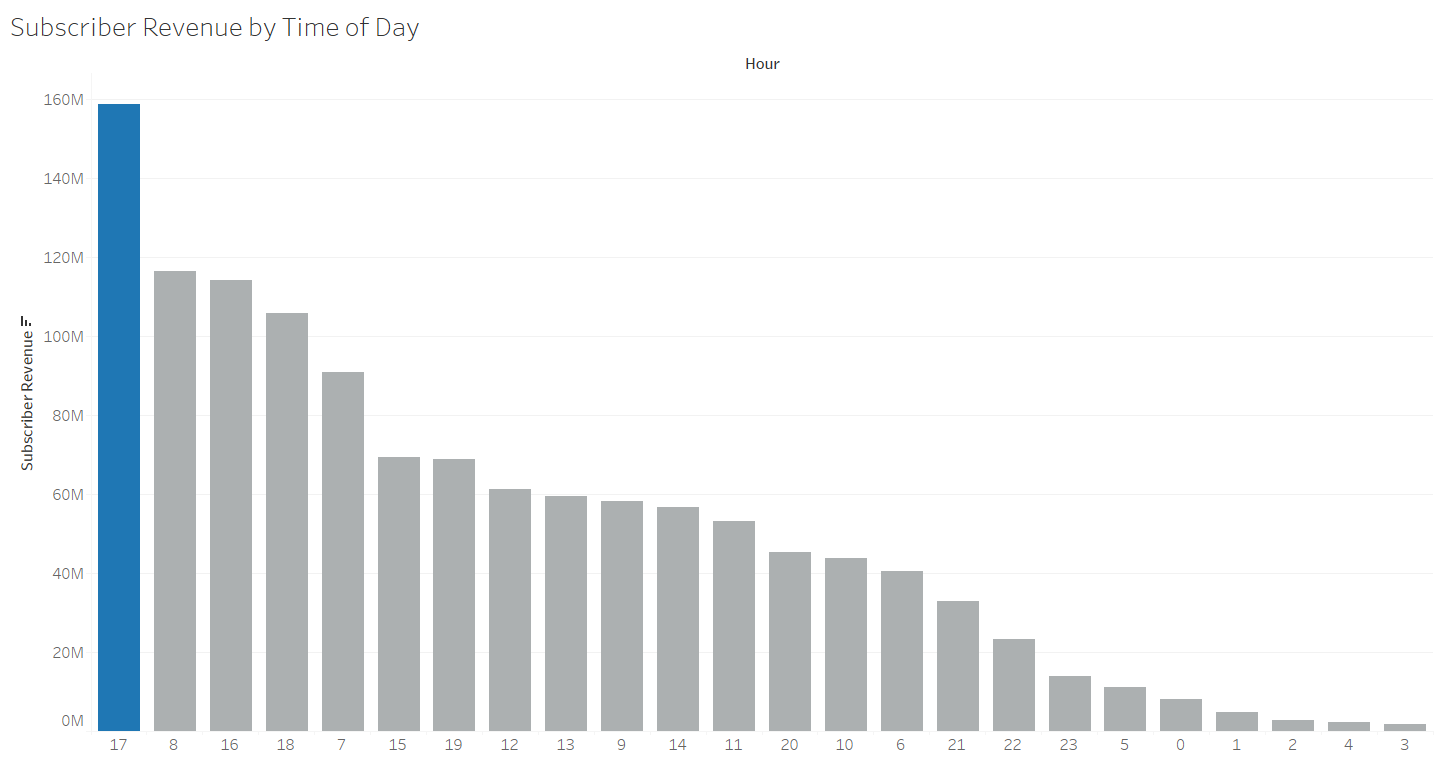 Subscriber Revenue by Time of Day
Hour
Subscriber Revenue
160M
140M
120M
100M
80M
60M
40M
20M
0M
17 8 16 18 7 15 19 12 13 9 14 11 20 10 6 21 22 23 5 0 1 2 4 3